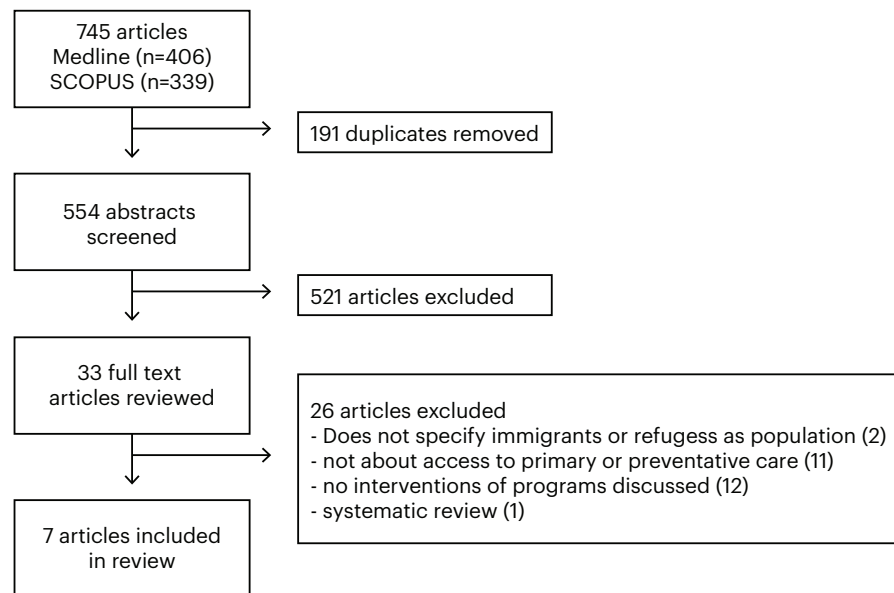 745 articles
Medline (n=406)
SCOPUS (n=339)
191 duplicates removed
554 abstracts
screened
521 articles excluded
33 full text
articles reviewed
26 articles excluded
- Does not specify immigrants or refugess as population (2)
- not about access to primary or preventative care (11)
- no interventions of programs discussed (12)
- systematic review (1)
7 articles included
in review